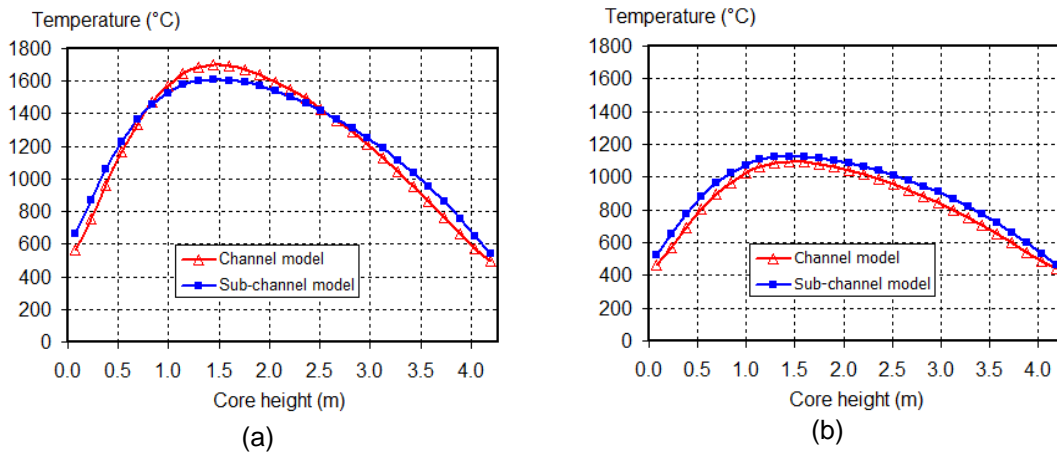 Temperature (°C)
1800
1600
1400
1200
1000
800
600
400
200
0
Channel model
Sub-channel model
0.0 0.5 1.0 1.5 2.0 2.5 3.0 3.5 4.0
Core height (m)
(a)
Temperature (°C)
1800
1600
1400
1200
1000
800
600
400
200
0
Channel model
Sub-channel model
0.0 0.5 1.0 1.5 2.0 2.5 3.0 3.5 4.0
Core height (m)
(b)